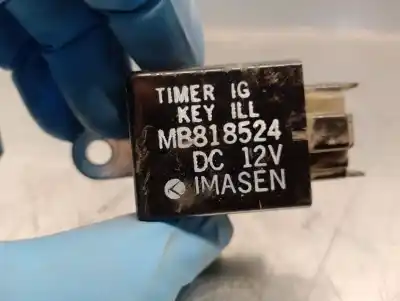 TIMER IG
KEY ILL
MB818524
DC 12V
IMASEN